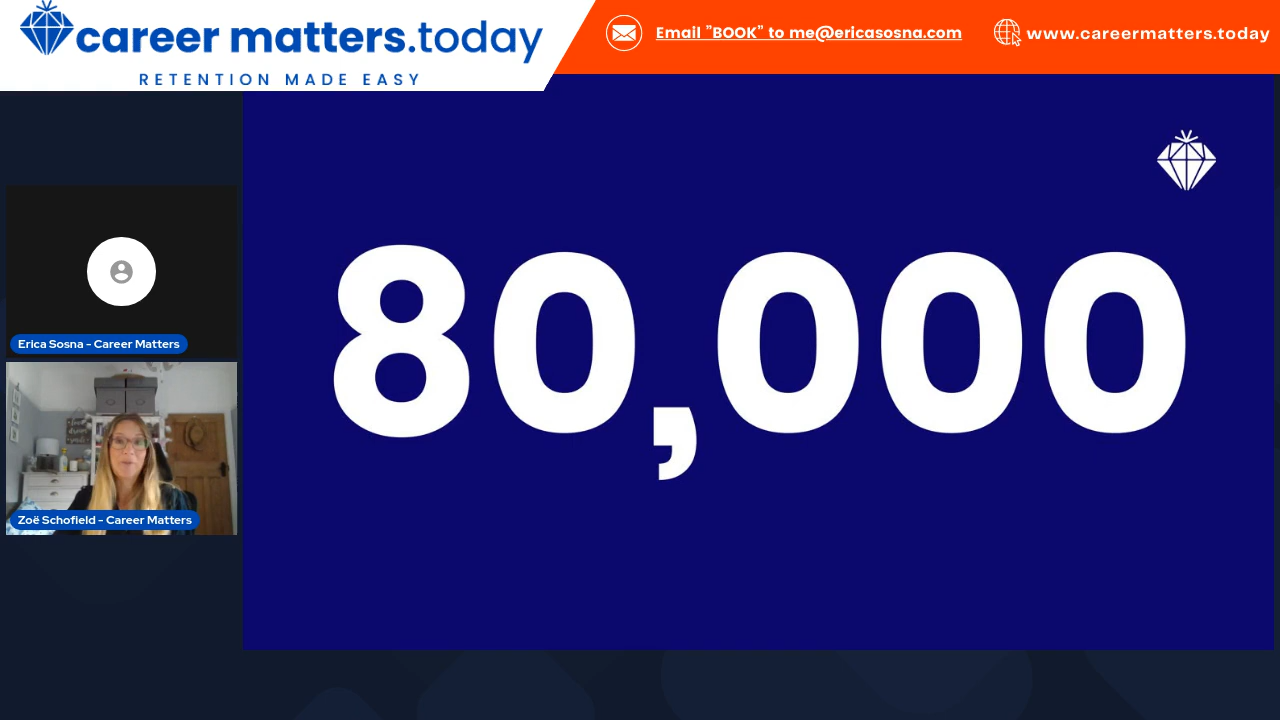 career matters.today
RETENTION MADE EASY
Email "BOOK" to me@ericasosna.com
www.careermatters.today
80,000
Erica Sosna - Career Matters
Zoë Schofield - Career Matters